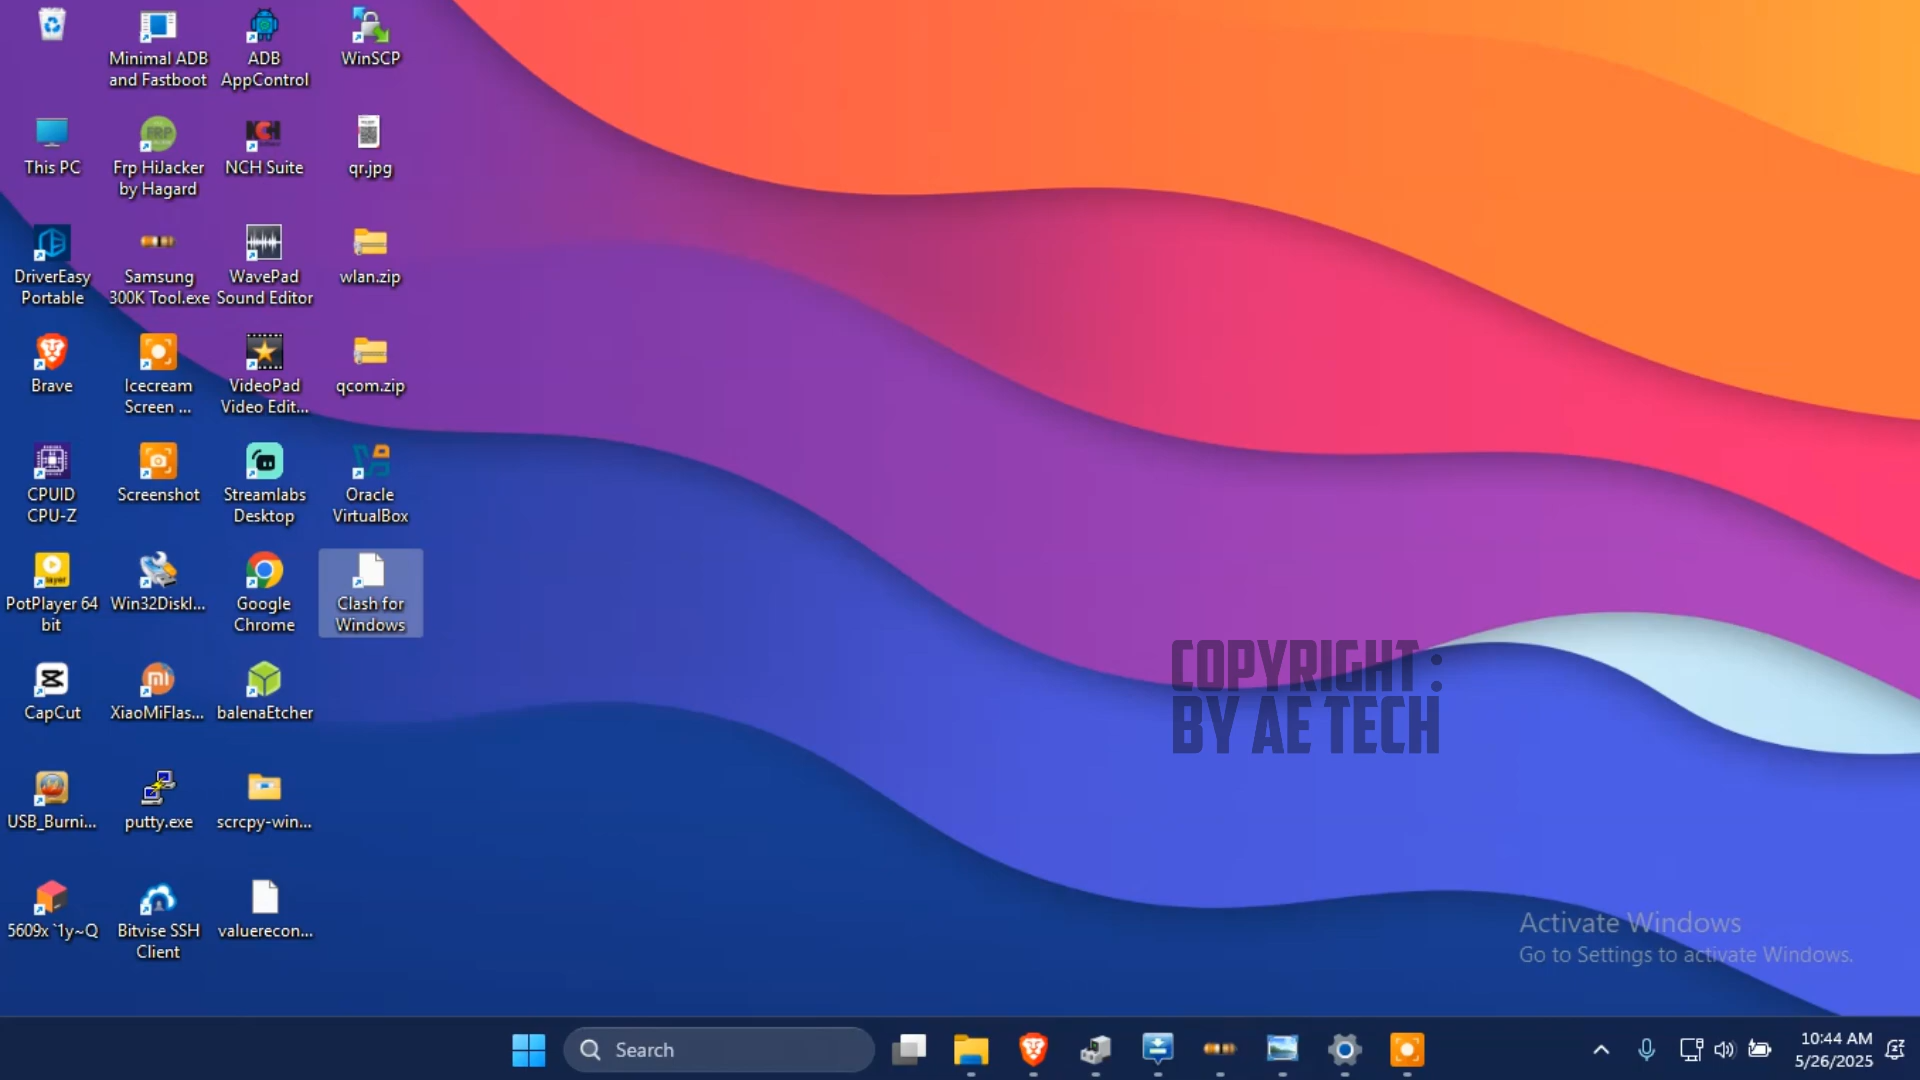 Minimal ADB
and Fastboot
ADB
AppControl
WinSCP
This PC
Frp HiJacker
by Hagard
NCH Suite
qr.jpg
DriverEasy
Portable
Samsung
300K Tool.exe
WavePad
Sound Editor
wlan.zip
Brave
Icecream
Screen ...
VideoPad
Video Edit...
qcom.zip
CPUID
CPU-Z
Screenshot
Streamlabs
Desktop
Oracle
VirtualBox
PotPlayer 64
bit
Win32DiskI...
Google
Chrome
Clash for
Windows
CapCut
XiaoMiFlas...
balenaEtcher
USB_Burni...
putty.exe
scrcpy-win...
5609x `1y~Q
Bitvise SSH
Client
valuerecon...
COPYRIGHT :
BY AE TECH
Activate Windows
Go to Settings to activate Windows.
Search
10:44 AM
5/26/2025